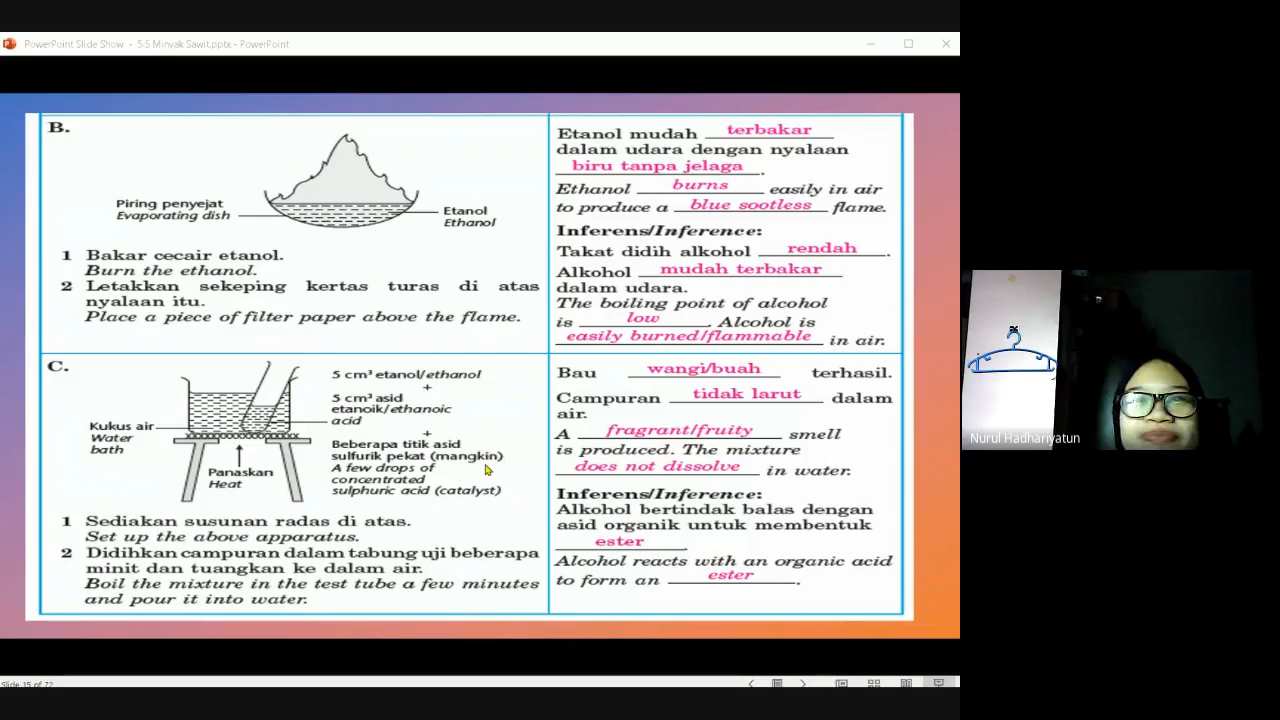 PowerPoint Slide Show - 5.5 Minyak Sawit.pptx - PowerPoint
B.
Piring penyejat
Evaporating dish
Etanol
Ethanol
1 Bakar cecair etanol.
Burn the ethanol.
2 Letakkan sekeping kertas turas di atas
nyalaan itu.
Place a piece of filter paper above the flame.
Etanol mudah terbakar
dalam udara dengan nyalaan
biru tanpa jelaga.
Ethanol burns easily in air
to produce a blue sootless flame.
Inferens/Inference:
Takat didih alkohol rendah.
Alkohol mudah terbakar
dalam udara.
The boiling point of alcohol
is low. Alcohol is
easily burned/flammable in air.
C.
5 cm³ etanol/ethanol
+
5 cm³ asid
etanoik/ethanoic
acid
+
Beberapa titik asid
sulfurik pekat (mangkin)
A few drops of
concentrated
sulphuric acid (catalyst)
Kukus air
Water
bath
Panaskan
Heat
1 Sediakan susunan radas di atas.
Set up the above apparatus.
2 Didihkan campuran dalam tabung uji beberapa
minit dan tuangkan ke dalam air.
Boil the mixture in the test tube a few minutes
and pour it into water.
Bau wangi/buah terhasil.
Campuran tidak larut dalam
air.
A fragrant/fruity smell
is produced. The mixture
does not dissolve in water.
Inferens/Inference:
Alkohol bertindak balas dengan
asid organik untuk membentuk
ester
Alcohol reacts with an organic acid
to form an ester.
Nurul Hadhariyatun
Slide 15 of 72